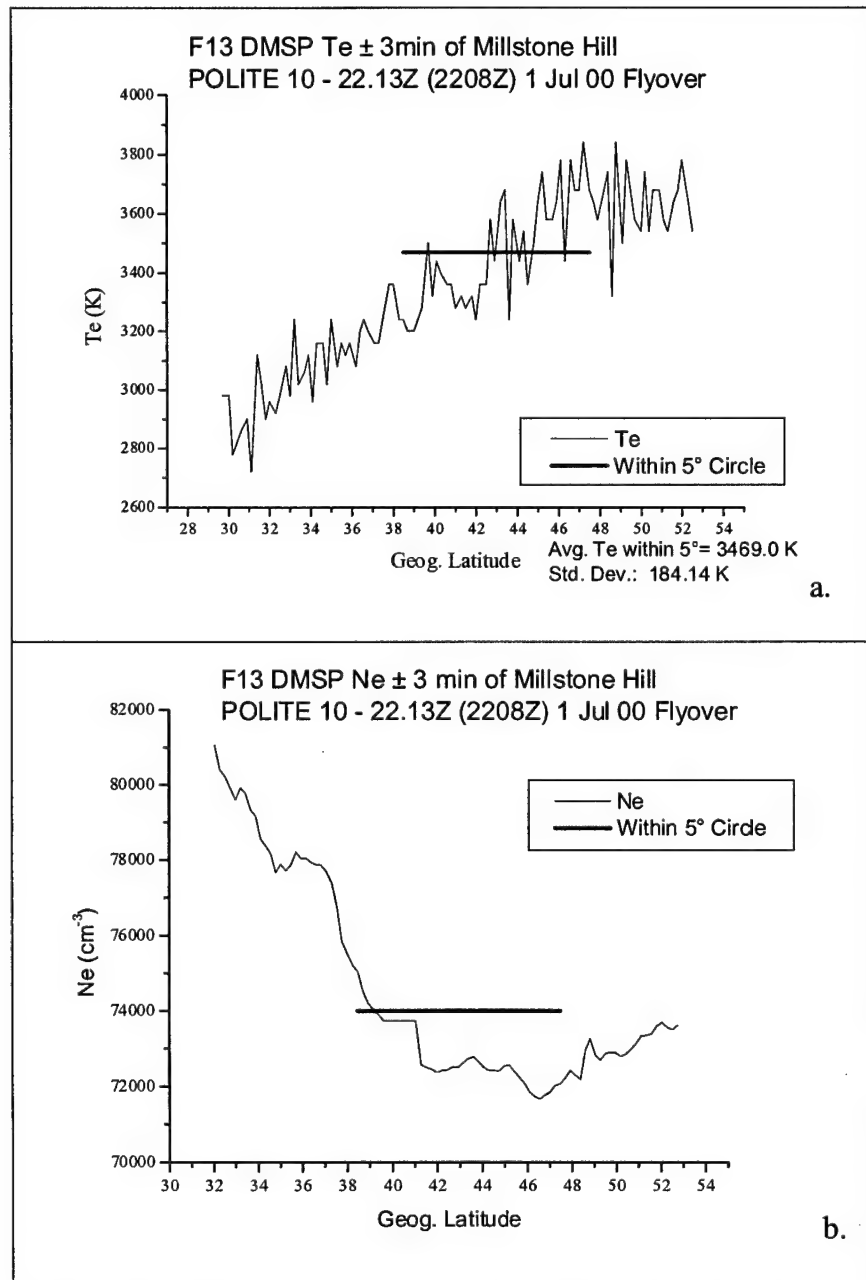 F13 DMSP Te ± 3min of Millstone Hill
POLITE 10 - 22.13Z (2208Z) 1 Jul 00 Flyover
4000
3800
3600
3400
3200
3000
2800
2600
Te (K)
Te
Within 5° Circle
28 30 32 34 36 38 40 42 44 46 48 50 52 54
Geog. Latitude
Avg. Te within 5°= 3469.0 K
Std. Dev.: 184.14 K
a.
F13 DMSP Ne ± 3 min of Millstone Hill
POLITE 10 - 22.13Z (2208Z) 1 Jul 00 Flyover
82000
80000
78000
76000
74000
72000
70000
Ne (cm-3)
Ne
Within 5° Circle
30 32 34 36 38 40 42 44 46 48 50 52 54
Geog. Latitude
b.